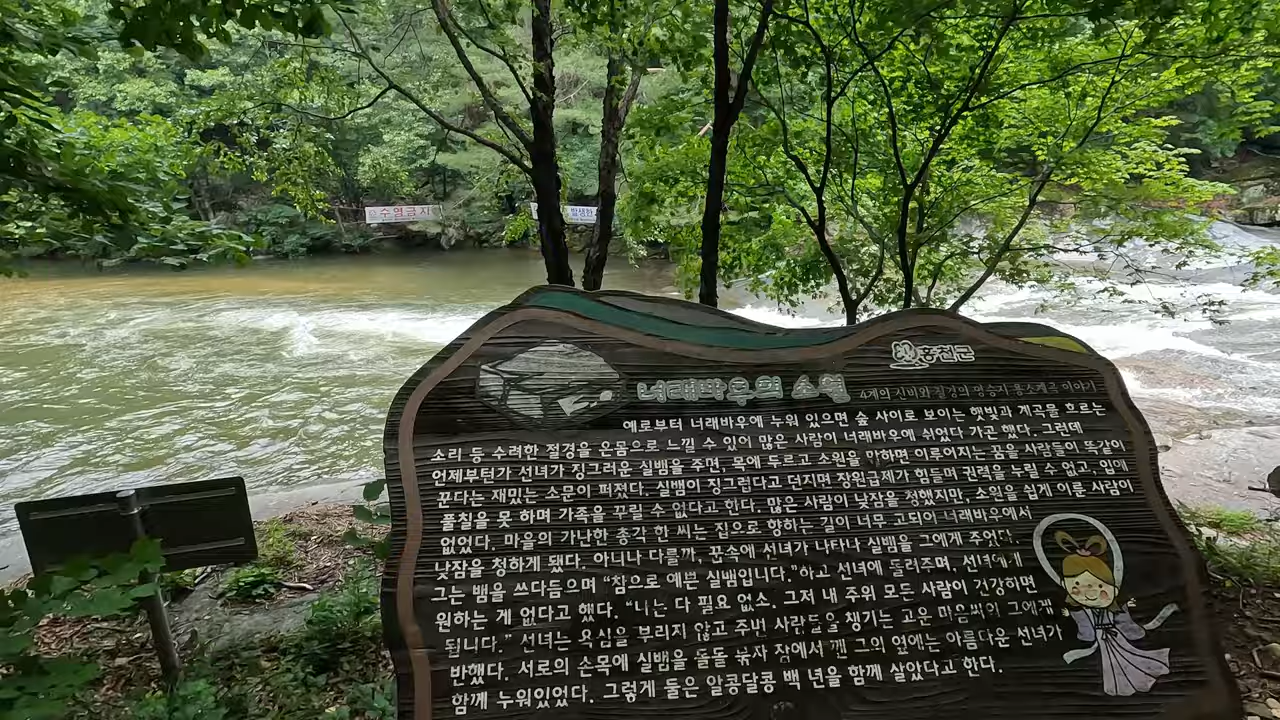 수영금지
발생한
홍천군
너래바우의 소원
4계의 신비와 절경의 명승지 용소계곡 이야기
예로부터 너래바우에 누워 있으면 숲 사이로 보이는 햇빛과 계곡을 흐르는
소리 등 수려한 절경을 온몸으로 느낄 수 있어 많은 사람이 너래바우에 쉬었다 가곤 했다. 그런데
언제부턴가 선녀가 징그러운 실뱀을 주면, 목에 두르고 소원을 말하면 이루어지는 꿈을 사람들이 똑같이
꾼다는 재밌는 소문이 퍼졌다. 실뱀이 징그럽다고 던지며 장원급제가 힘들며 권력을 누릴 수 없고, 입에
풀칠을 못 하며 가족을 꾸릴 수 없다고 한다. 많은 사람이 낮잠을 청했지만, 소원을 쉽게 이룬 사람이
없었다. 마을의 가난한 총각 한 씨는 집으로 향하는 길이 너무 고되어 너래바우에서
낮잠을 청하게 됐다. 아니나 다를까, 꿈속에 선녀가 나타나 실뱀을 그에게 주었다.
그는 뱀을 쓰다듬으며 “참으로 예쁜 실뱀입니다.”하고 선녀에 돌려주며, 선녀에게
원하는 게 없다고 했다. “나는 다 필요 없소. 그저 내 주위 모든 사람이 건강하면
됩니다.” 선녀는 욕심을 부리지 않고 주변 사람들을 챙기는 고운 마음씨의 그에게
반했다. 서로의 손목에 실뱀을 돌돌 묶자 잠에서 깬 그의 옆에는 아름다운 선녀가
함께 누워있었다. 그렇게 둘은 알콩달콩 백 년을 함께 살았다고 한다.